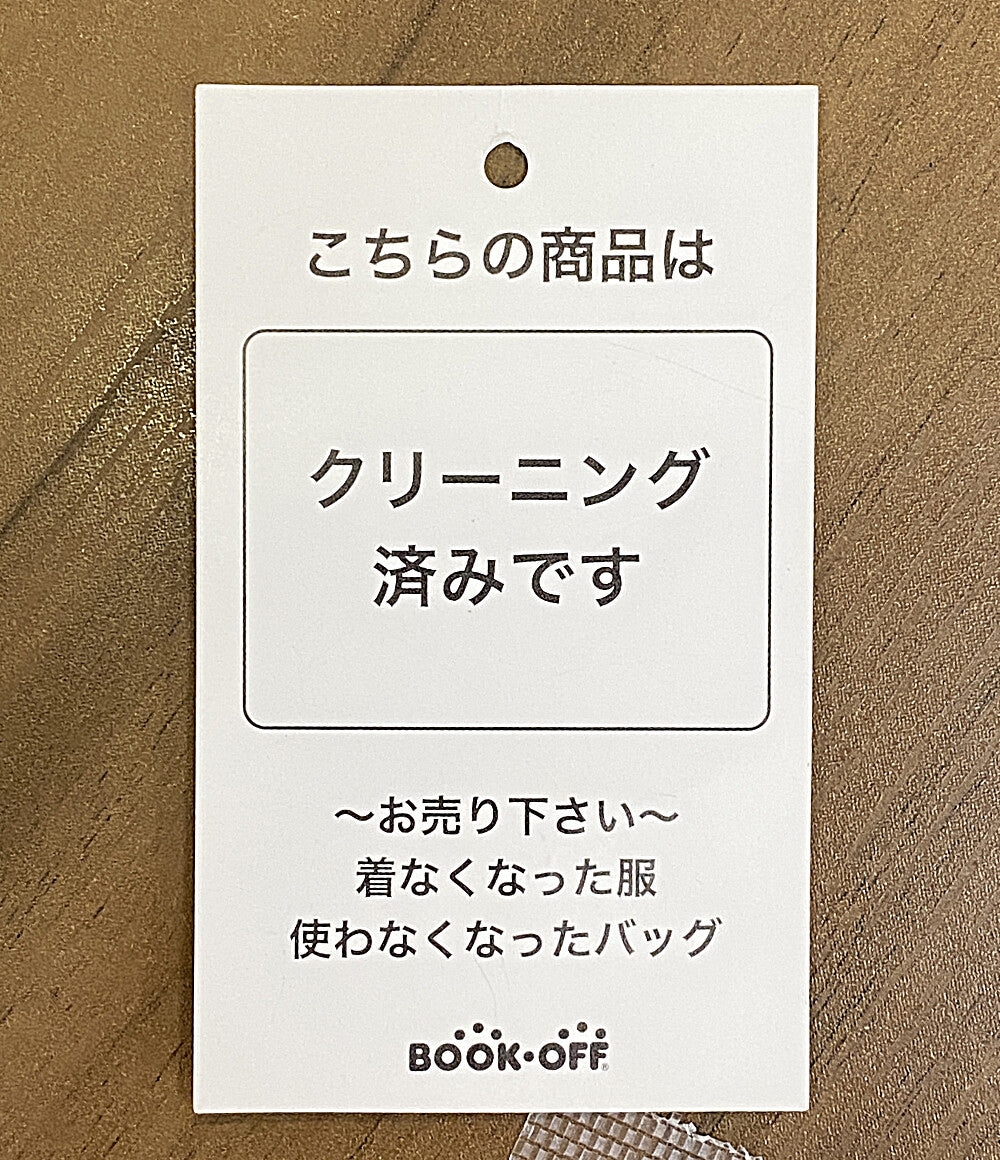 こちらの商品は
クリーニング
済みです
～お売り下さい～
着なくなった服
使わなくなったバッグ
BOOK・OFF®